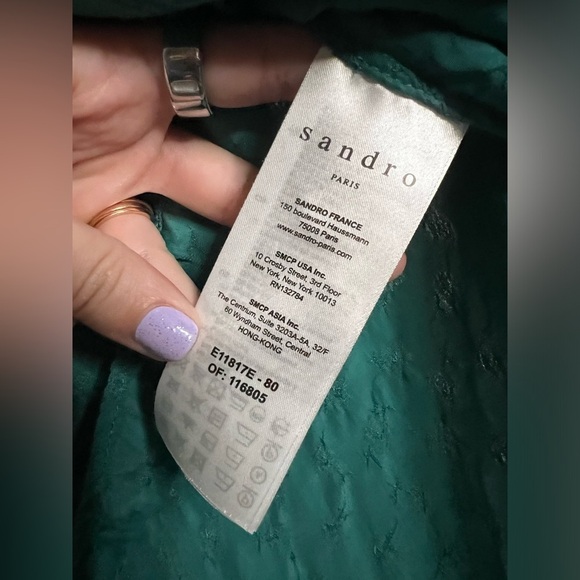 sandro
PARIS
SANDRO FRANCE
150 boulevard Haussmann
75008 Paris
www.sandro-paris.com
SMCP USA Inc.
10 Crosby Street, 3rd Floor
New York, New York 10013
RN132784
SMCP ASIA Inc.
The Centrium, Suite 3203A-5A, 32/F
60 Wyndham Street, Central
HONG-KONG
E11817E - 80
OF: 116805